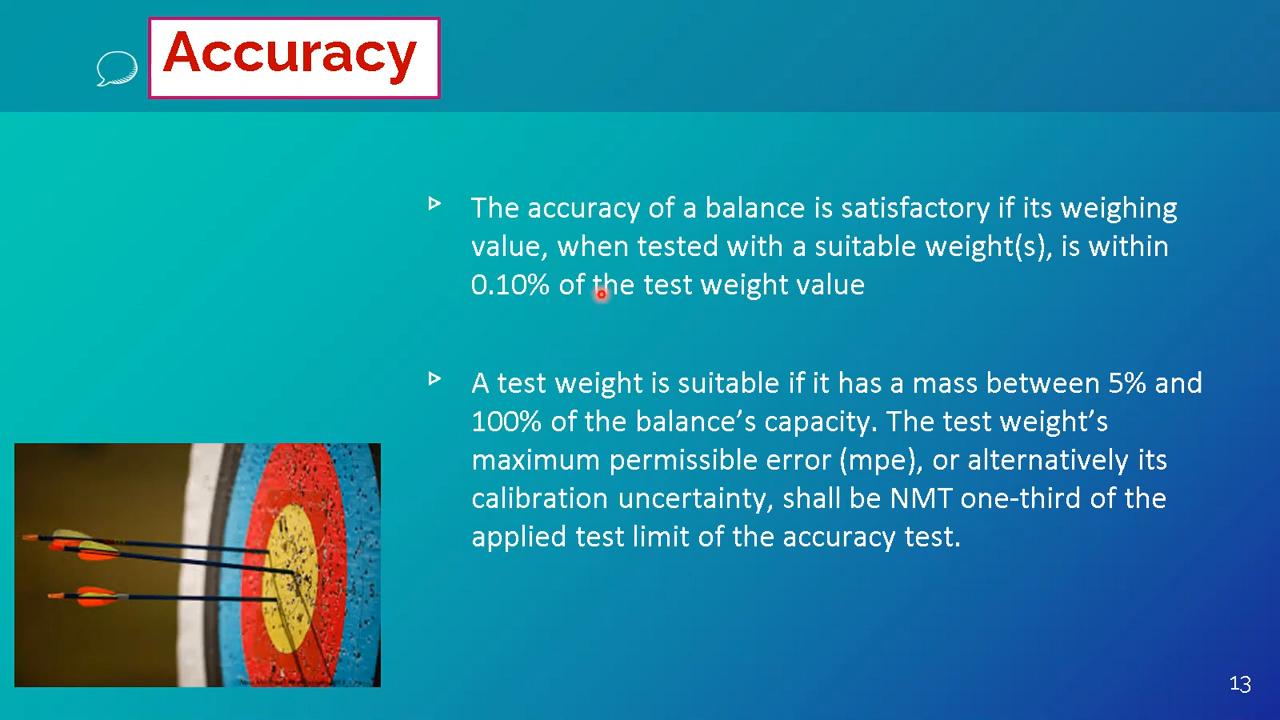 Accuracy
The accuracy of a balance is satisfactory if its weighing
value, when tested with a suitable weight(s), is within
0.10% of the test weight value
A test weight is suitable if it has a mass between 5% and
100% of the balance’s capacity. The test weight’s
maximum permissible error (mpe), or alternatively its
calibration uncertainty, shall be NMT one-third of the
applied test limit of the accuracy test.
13